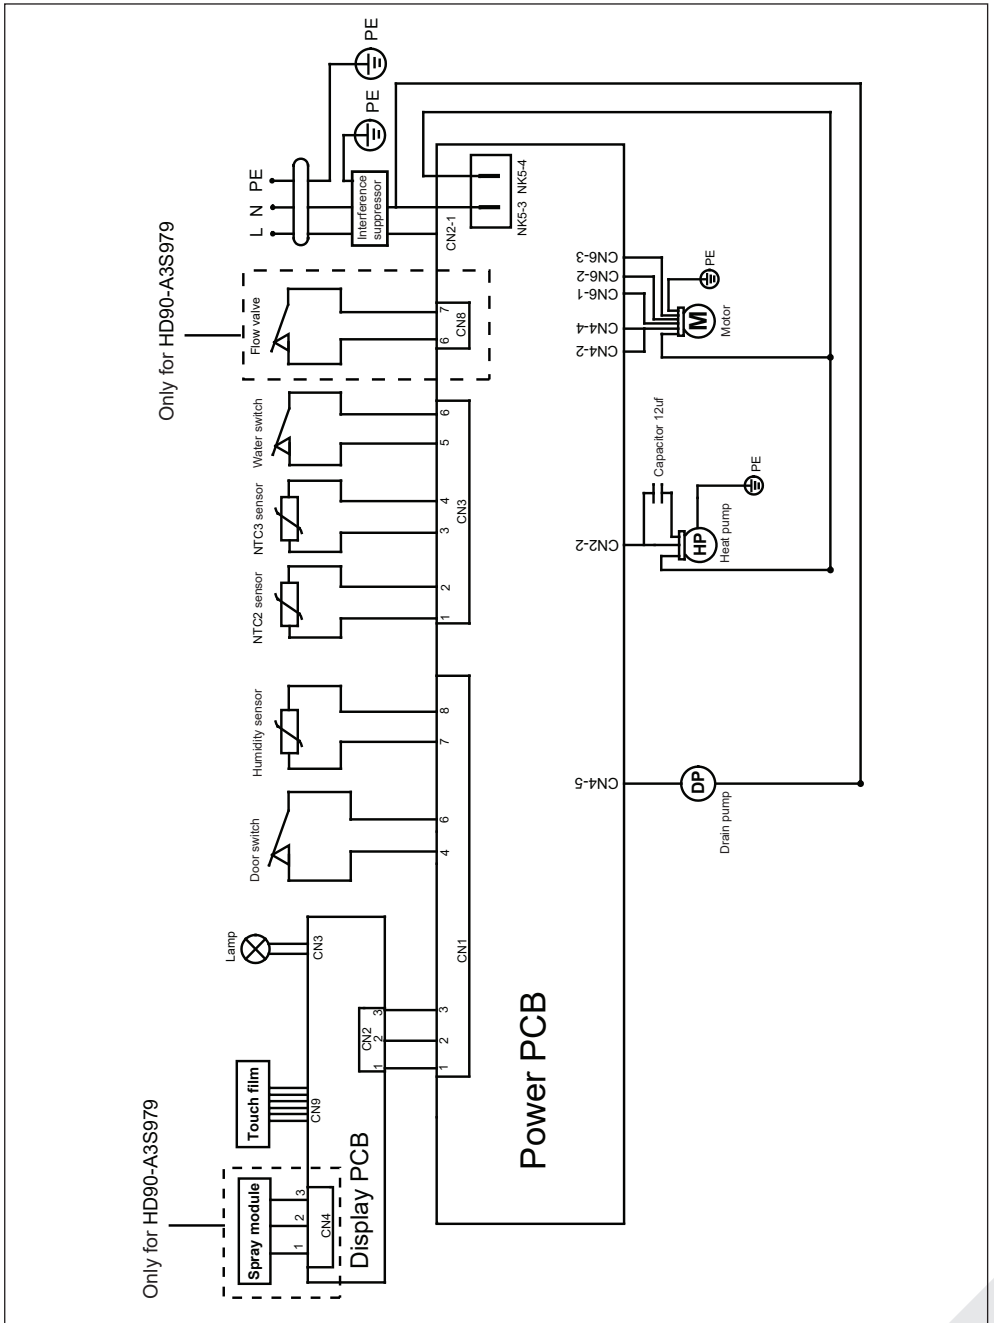 Only for HD90-A3S979
Spray module
1
2
3
CN4
Touch film
CN9
Lamp
CN3
Display PCB
CN2
1
2
3
Door switch
Humidity sensor
NTC2 sensor
NTC3 sensor
Water switch
Only for HD90-A3S979
Flow valve
L
N
PE
Interference
suppressor
PE
PE
1
2
3
4
6
7
8
CN1
1
2
3
4
5
6
CN3
6
7
CN8
CN2-1
NK5-3
NK5-4
Power PCB
CN4-5
CN2-2
CN4-2
CN4-4
CN6-1
CN6-2
CN6-3
DP
Drain pump
HP
Heat pump
Capacitor 12uf
PE
M
Motor
PE